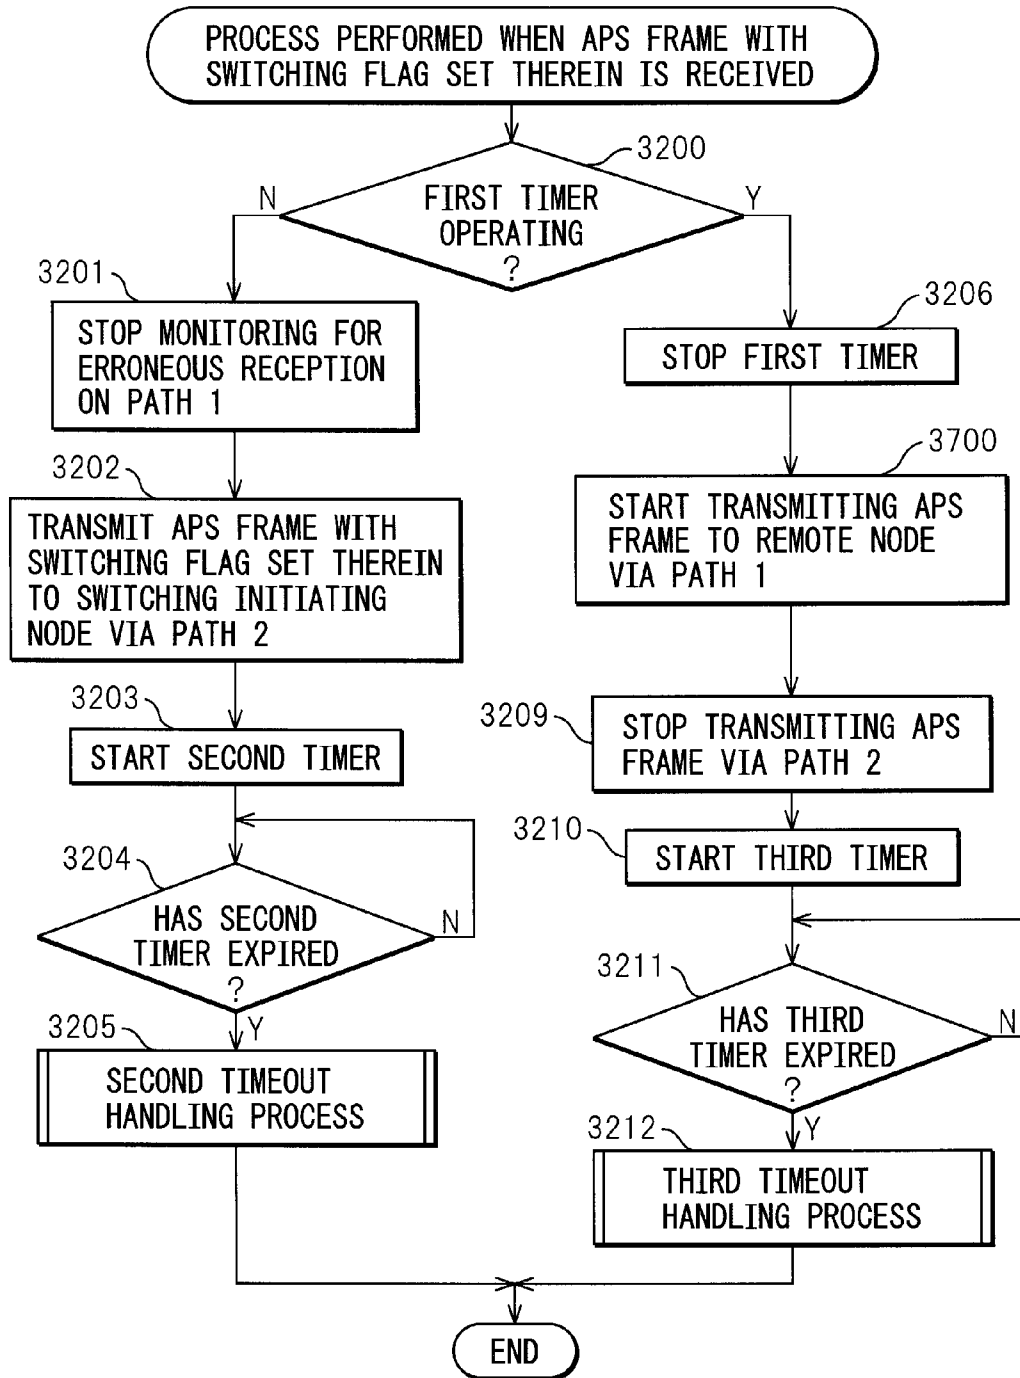 PROCESS PERFORMED WHEN APS FRAME WITH
SWITCHING FLAG SET THEREIN IS RECEIVED
3200
N
Y
FIRST TIMER
OPERATING
?
3201
STOP MONITORING FOR
ERRONEOUS RECEPTION
ON PATH 1
3202
TRANSMIT APS FRAME WITH
SWITCHING FLAG SET THEREIN
TO SWITCHING INITIATING
NODE VIA PATH 2
3203
START SECOND TIMER
3204
HAS SECOND
TIMER EXPIRED
?
N
Y
3205
SECOND TIMEOUT
HANDLING PROCESS
3206
STOP FIRST TIMER
3700
START TRANSMITTING APS
FRAME TO REMOTE NODE
VIA PATH 1
3209
STOP TRANSMITTING APS
FRAME VIA PATH 2
3210
START THIRD TIMER
3211
HAS THIRD
TIMER EXPIRED
?
N
Y
3212
THIRD TIMEOUT
HANDLING PROCESS
END